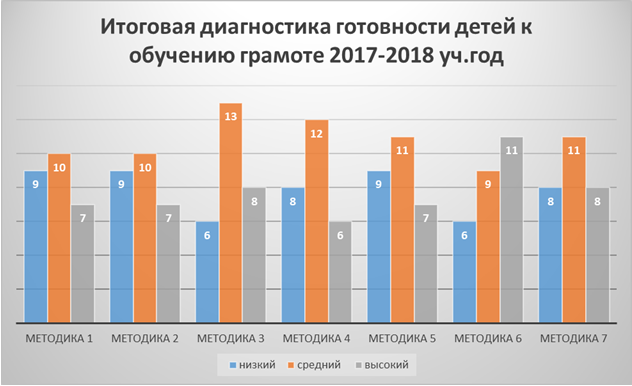 Итоговая диагностика готовности детей к
обучению грамоте 2017-2018 уч.год
9 10 7
9 10 7
6 13 8
8 12 6
9 11 7
6 9 11
8 11 8
МЕТОДИКА 1 МЕТОДИКА 2 МЕТОДИКА 3 МЕТОДИКА 4 МЕТОДИКА 5 МЕТОДИКА 6 МЕТОДИКА 7
низкий средний высокий